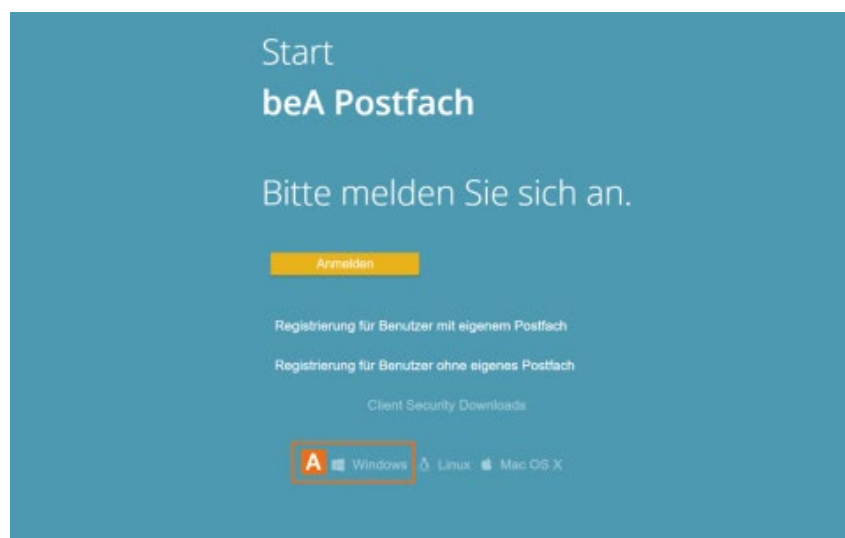 Start
beA Postfach
Bitte melden Sie sich an.
Anmelden
Registrierung für Benutzer mit eigenem Postfach
Registrierung für Benutzer ohne eigenes Postfach
Client Security Downloads
A Windows Linux Mac OS X